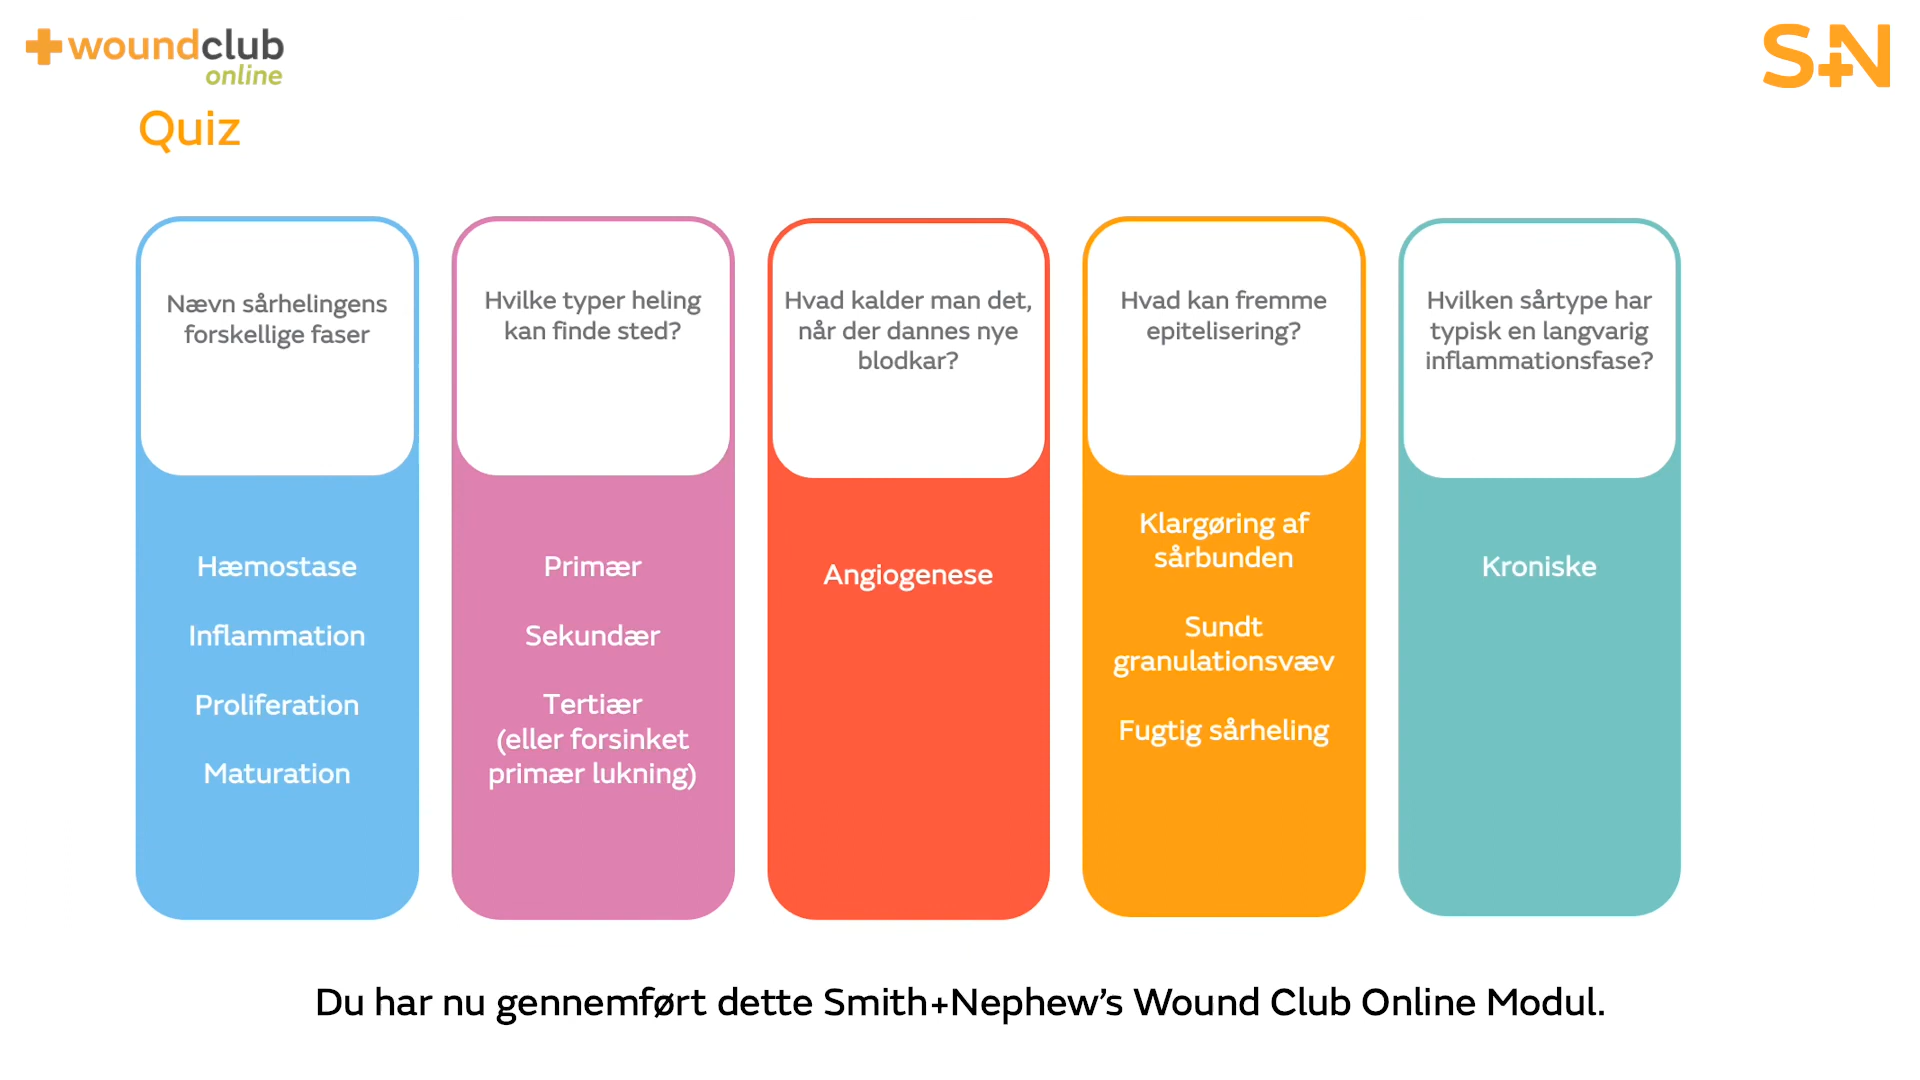 woundclub
online
S+N
Quiz
Nævn sårhelingens
forskellige faser
Hæmostase
Inflammation
Proliferation
Maturation
Hvilke typer heling
kan finde sted?
Primær
Sekundær
Tertiær
(eller forsinket
primær lukning)
Hvad kalder man det,
når der dannes nye
blodkar?
Angiogenese
Hvad kan fremme
epitelisering?
Klargøring af
sårbunden
Sundt
granulationsvæv
Fugtig sårheling
Hvilken sårtype har
typisk en langvarig
inflammationsfase?
Kroniske
Du har nu gennemført dette Smith+Nephew’s Wound Club Online Modul.